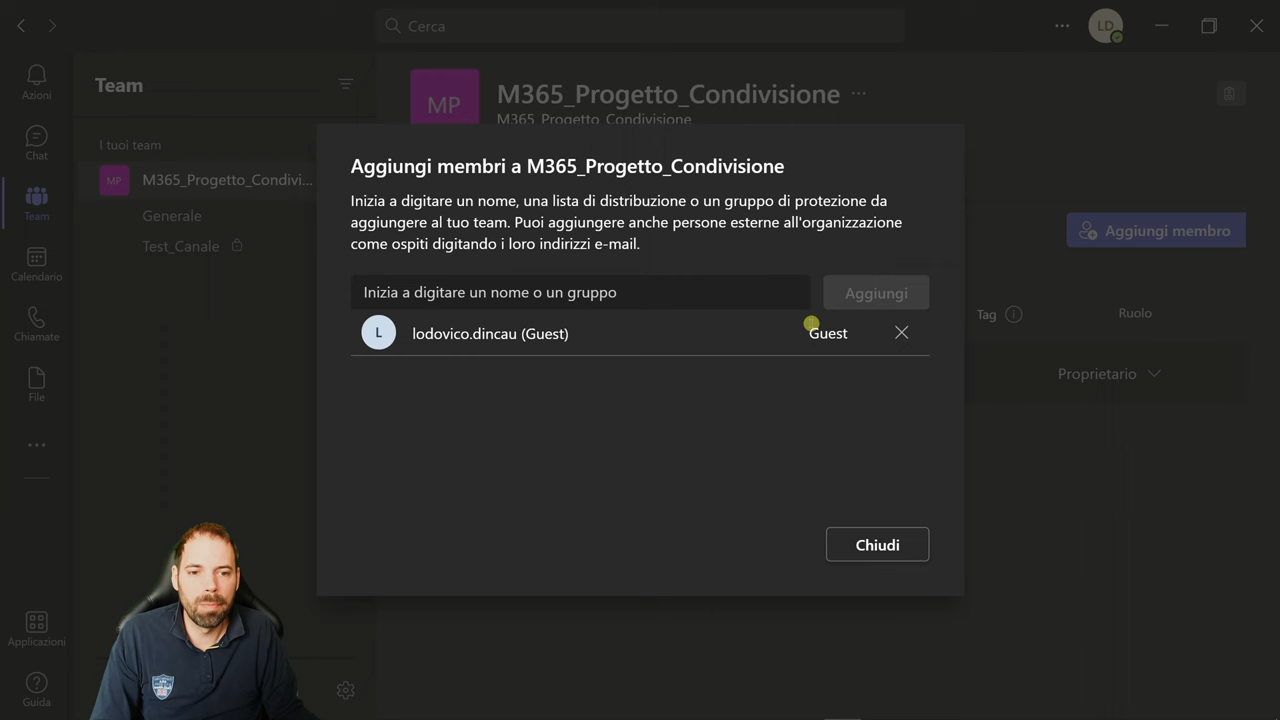 Cerca
LD
Azioni
Chat
Team
Calendario
Chiamate
File
Applicazioni
Guida
Team
I tuoi team
MP
M365_Progetto_Condivi...
Generale
Test_Canale
MP
M365_Progetto_Condivisione
M365_Progetto_Condivisione
Aggiungi membro
Tag
Ruolo
Proprietario
Aggiungi membri a M365_Progetto_Condivisione
Inizia a digitare un nome, una lista di distribuzione o un gruppo di protezione da
aggiungere al tuo team. Puoi aggiungere anche persone esterne all'organizzazione
come ospiti digitando i loro indirizzi e-mail.
Inizia a digitare un nome o un gruppo
Aggiungi
L
lodovico.dincau (Guest)
Guest
Chiudi